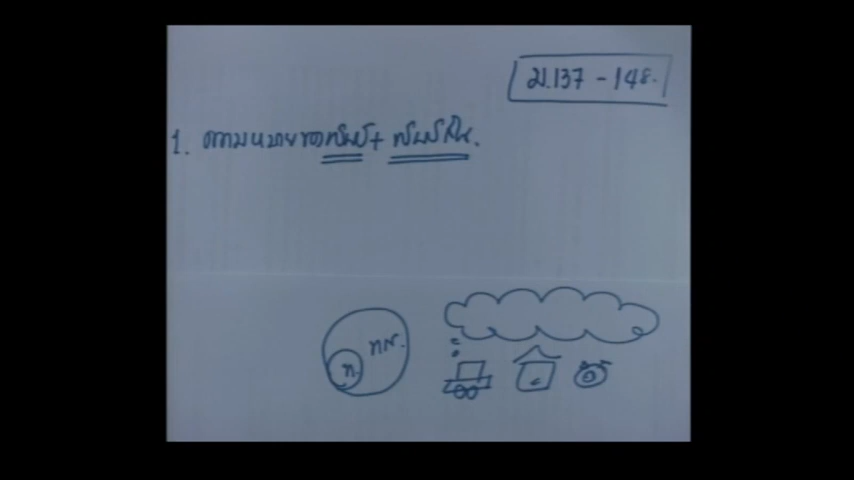 ม.137 - 148.
1. ความหมายของทรัพย์ + ทรัพย์สิน.
ทส.
ท.